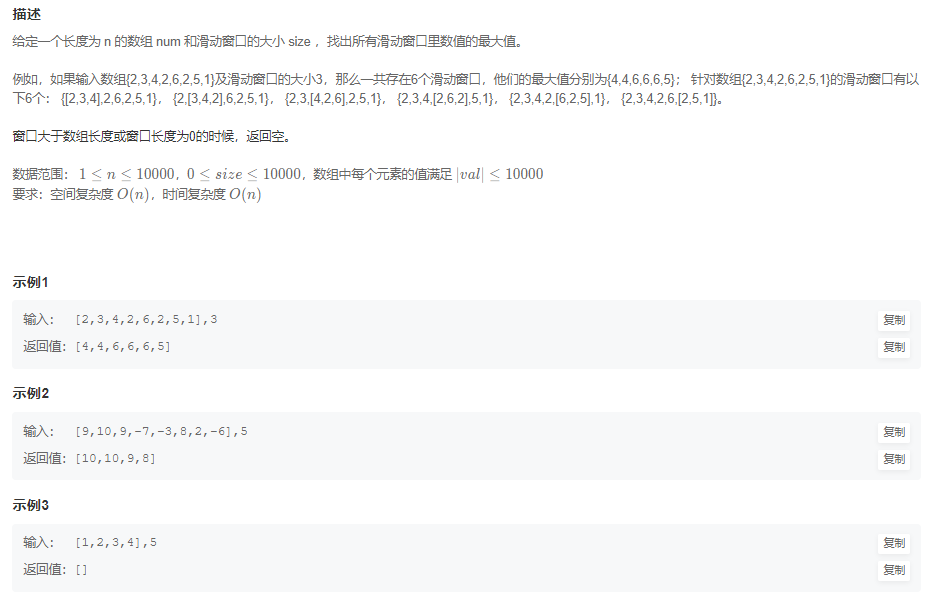 描述
给定一个长度为 n 的数组 num 和滑动窗口的大小 size ，找出所有滑动窗口里数值的最大值。
例如，如果输入数组{2,3,4,2,6,2,5,1}及滑动窗口的大小3，那么一共存在6个滑动窗口，他们的最大值分别为{4,4,6,6,6,5}； 针对数组{2,3,4,2,6,2,5,1}的滑动窗口有以
下6个： {[2,3,4],2,6,2,5,1}， {2,[3,4,2],6,2,5,1}， {2,3,[4,2,6],2,5,1}， {2,3,4,[2,6,2],5,1}， {2,3,4,2,[6,2,5],1}， {2,3,4,2,6,[2,5,1]}。
窗口大于数组长度或窗口长度为0的时候，返回空。
数据范围： 1 ≤ n ≤ 10000，0 ≤ size ≤ 10000，数组中每个元素的值满足 |val| ≤ 10000
要求：空间复杂度 O(n)，时间复杂度 O(n)
示例1
输入： [2,3,4,2,6,2,5,1],3 复制
返回值： [4,4,6,6,6,5] 复制
示例2
输入： [9,10,9,-7,-3,8,2,-6],5 复制
返回值： [10,10,9,8] 复制
示例3
输入： [1,2,3,4],5 复制
返回值： [] 复制